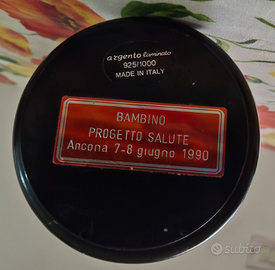 argento laminato
925/1000
MADE IN ITALY
BAMBINO
PROGETTO SALUTE
Ancona 7-8 giugno 1990
subito